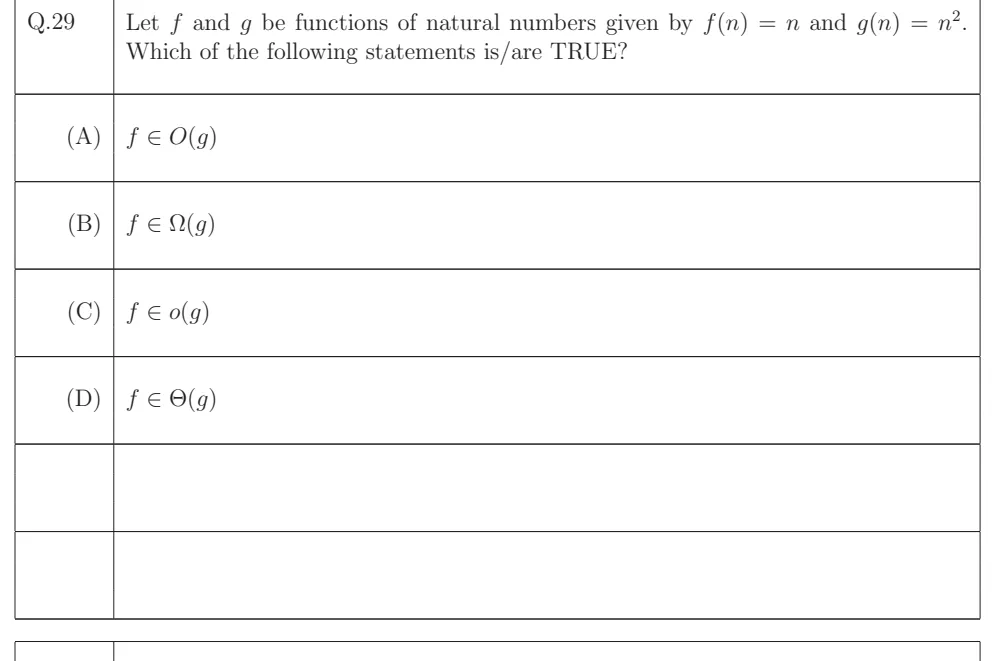 Q.29 Let f and g be functions of natural numbers given by f(n) = n and g(n) = n².
Which of the following statements is/are TRUE?
(A) f ∈ O(g)
(B) f ∈ Ω(g)
(C) f ∈ o(g)
(D) f ∈ Θ(g)